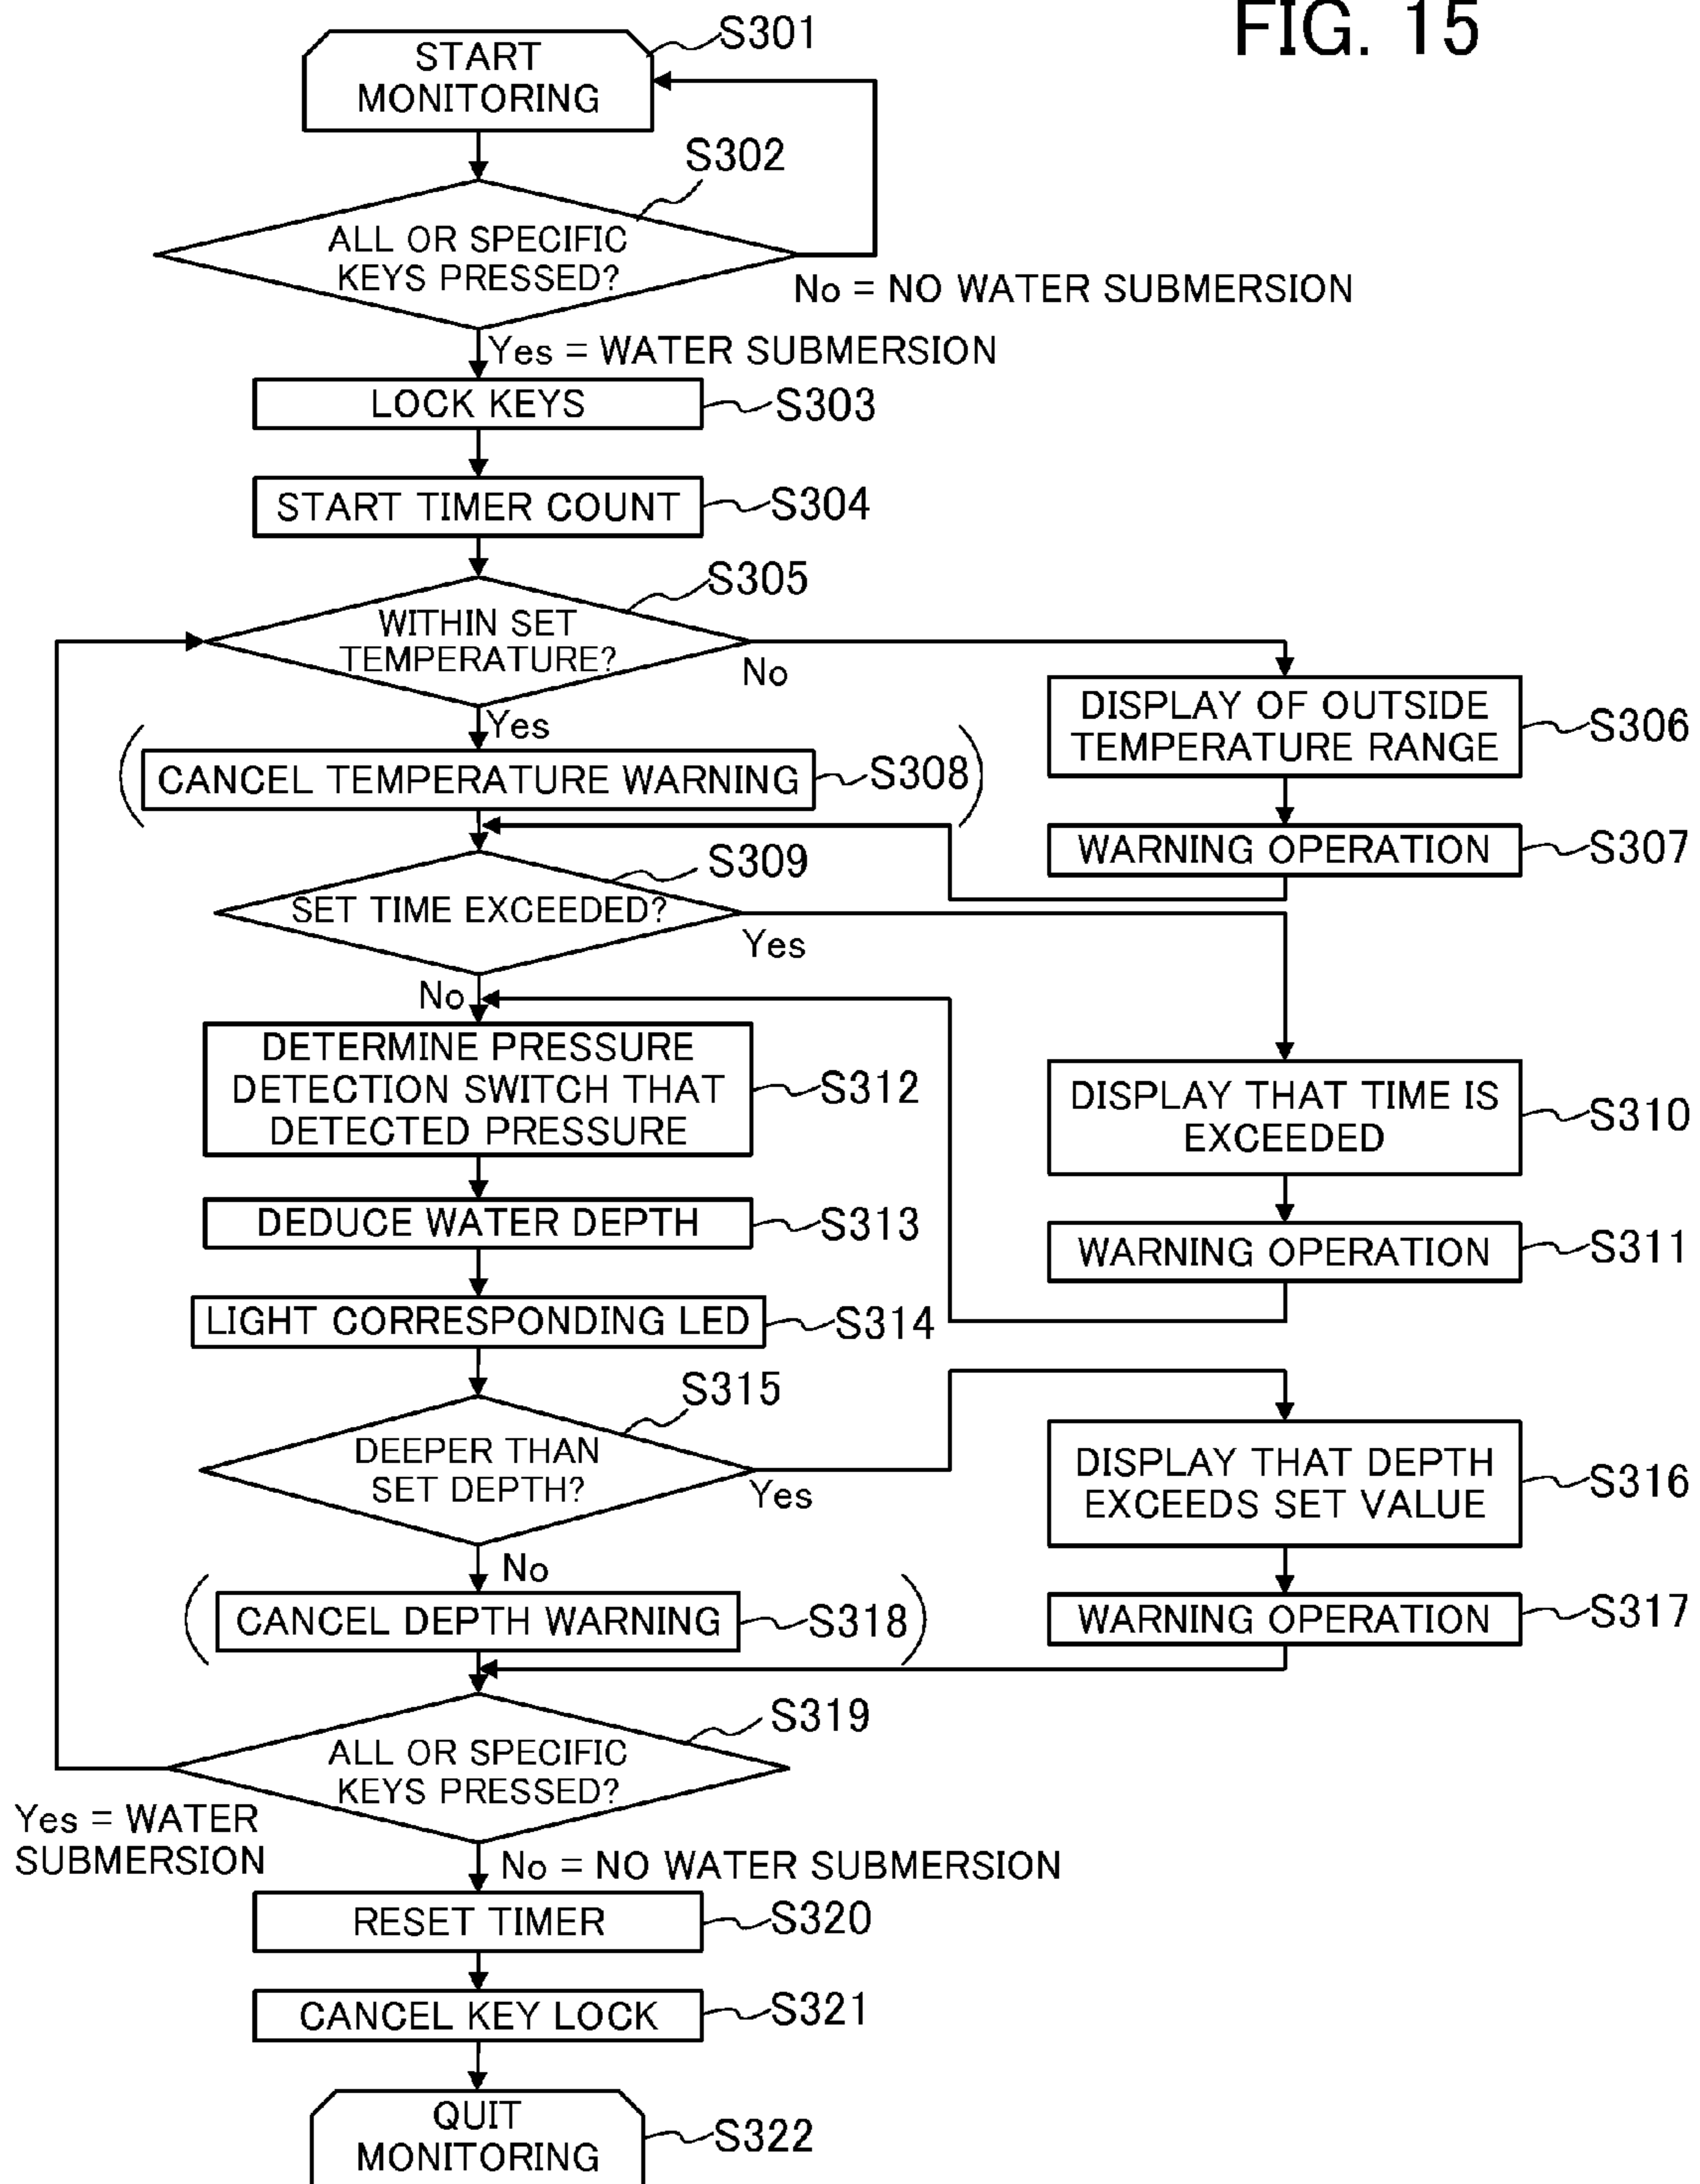 FIG. 15
START
MONITORING
S301
S302
ALL OR SPECIFIC
KEYS PRESSED?
No = NO WATER SUBMERSION
Yes = WATER SUBMERSION
LOCK KEYS
S303
START TIMER COUNT
S304
S305
WITHIN SET
TEMPERATURE?
No
Yes
DISPLAY OF OUTSIDE
TEMPERATURE RANGE
S306
(CANCEL TEMPERATURE WARNING S308)
WARNING OPERATION
S307
S309
SET TIME EXCEEDED?
Yes
No
DETERMINE PRESSURE
DETECTION SWITCH THAT
DETECTED PRESSURE
S312
DISPLAY THAT TIME IS
EXCEEDED
S310
DEDUCE WATER DEPTH
S313
WARNING OPERATION
S311
LIGHT CORRESPONDING LED
S314
S315
DEEPER THAN
SET DEPTH?
Yes
No
DISPLAY THAT DEPTH
EXCEEDS SET VALUE
S316
(CANCEL DEPTH WARNING S318)
WARNING OPERATION
S317
S319
ALL OR SPECIFIC
KEYS PRESSED?
Yes = WATER
SUBMERSION
No = NO WATER SUBMERSION
RESET TIMER
S320
CANCEL KEY LOCK
S321
QUIT
MONITORING
S322